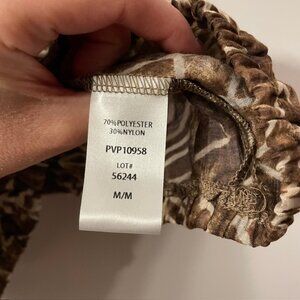 70%POLYESTER
30%NYLON
PVP10958
LOT#
56244
M/M